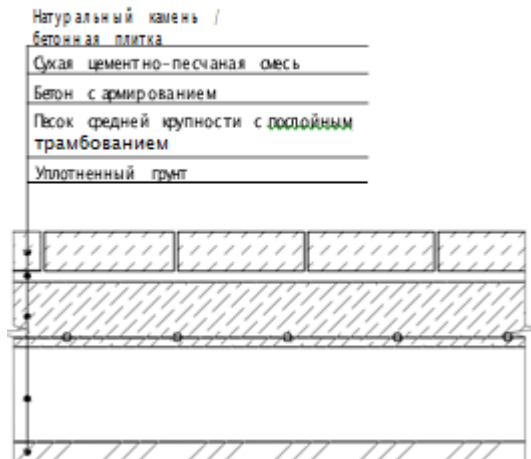 Натуральный камень /
бетонная плитка
Сухая цементно-песчаная смесь
Бетон с армированием
Песок средней крупности с послойным
трамбованием
Уплотненный грунт